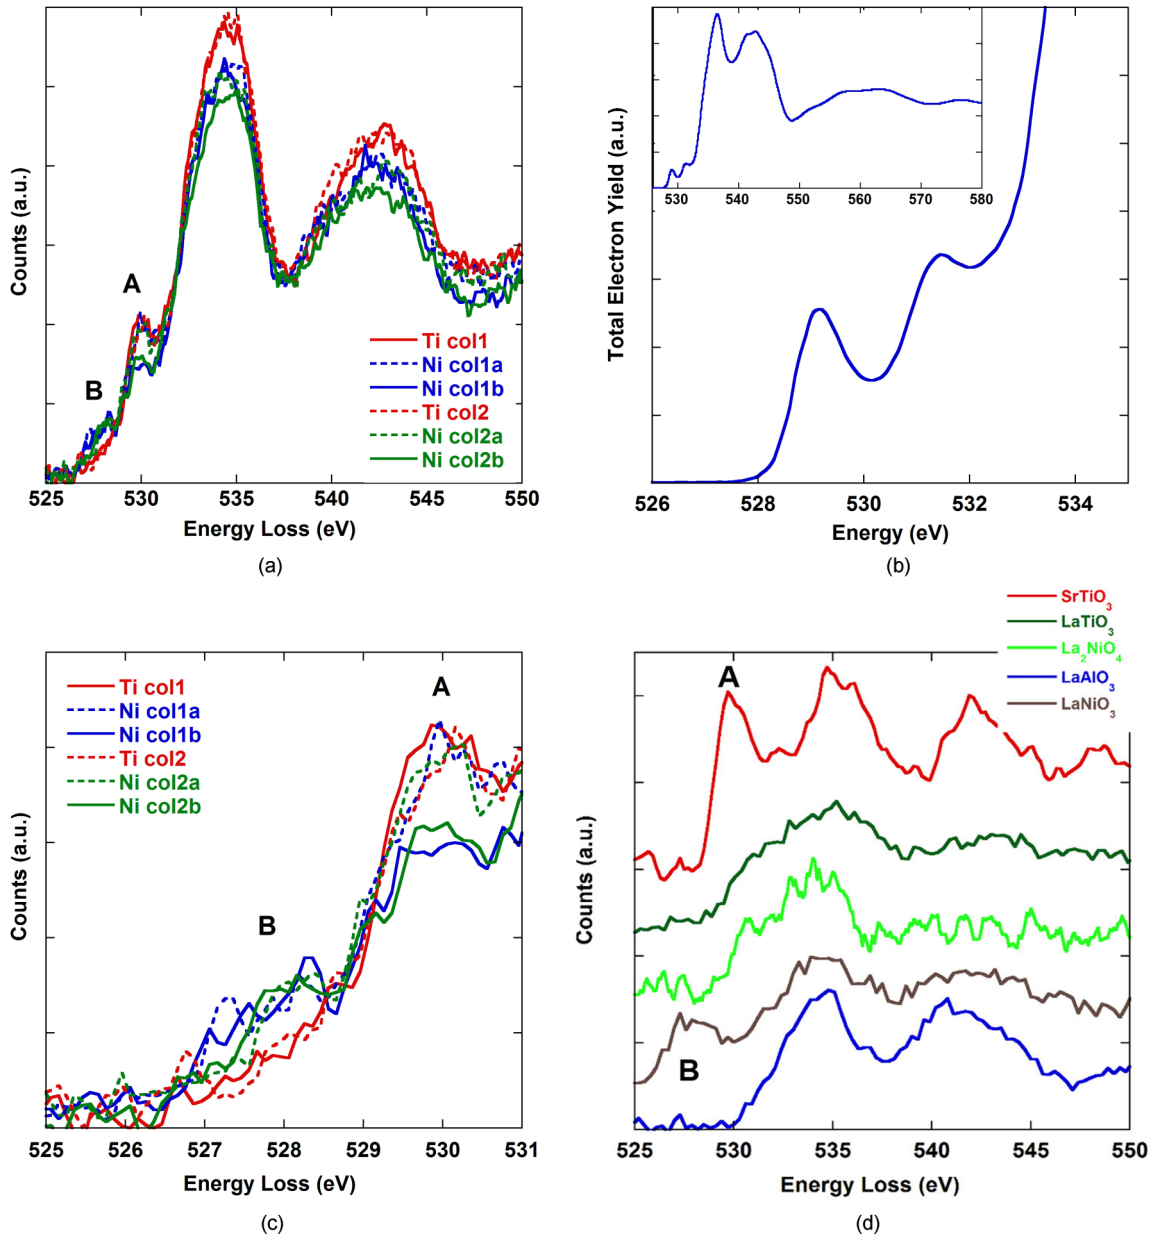 A
B
Ti col1
Ni col1a
Ni col1b
Ti col2
Ni col2a
Ni col2b
Counts (a.u.)
525 530 535 540 545 550
Energy Loss (eV)
(a)
530 540 550 560 570 580
Total Electron Yield (a.u.)
526 528 530 532 534
Energy (eV)
(b)
Ti col1
Ni col1a
Ni col1b
Ti col2
Ni col2a
Ni col2b
A
B
Counts (a.u.)
525 526 527 528 529 530 531
Energy Loss (eV)
(c)
SrTiO3
LaTiO3
La2NiO4
LaAlO3
LaNiO3
A
B
Counts (a.u.)
525 530 535 540 545 550
Energy Loss (eV)
(d)